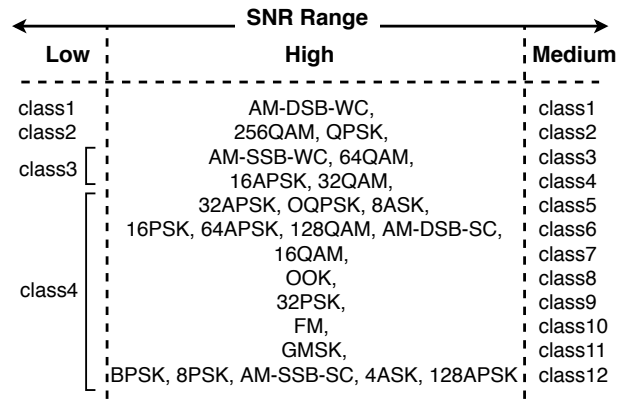 SNR Range
Low High Medium
class1 AM-DSB-WC, class1
class2 256QAM, QPSK, class2
class3 AM-SSB-WC, 64QAM, class3
16APSK, 32QAM, class4
class4 32APSK, OQPSK, 8ASK, class5
16PSK, 64APSK, 128QAM, AM-DSB-SC, class6
16QAM, class7
OOK, class8
32PSK, class9
FM, class10
GMSK, class11
BPSK, 8PSK, AM-SSB-SC, 4ASK, 128APSK class12